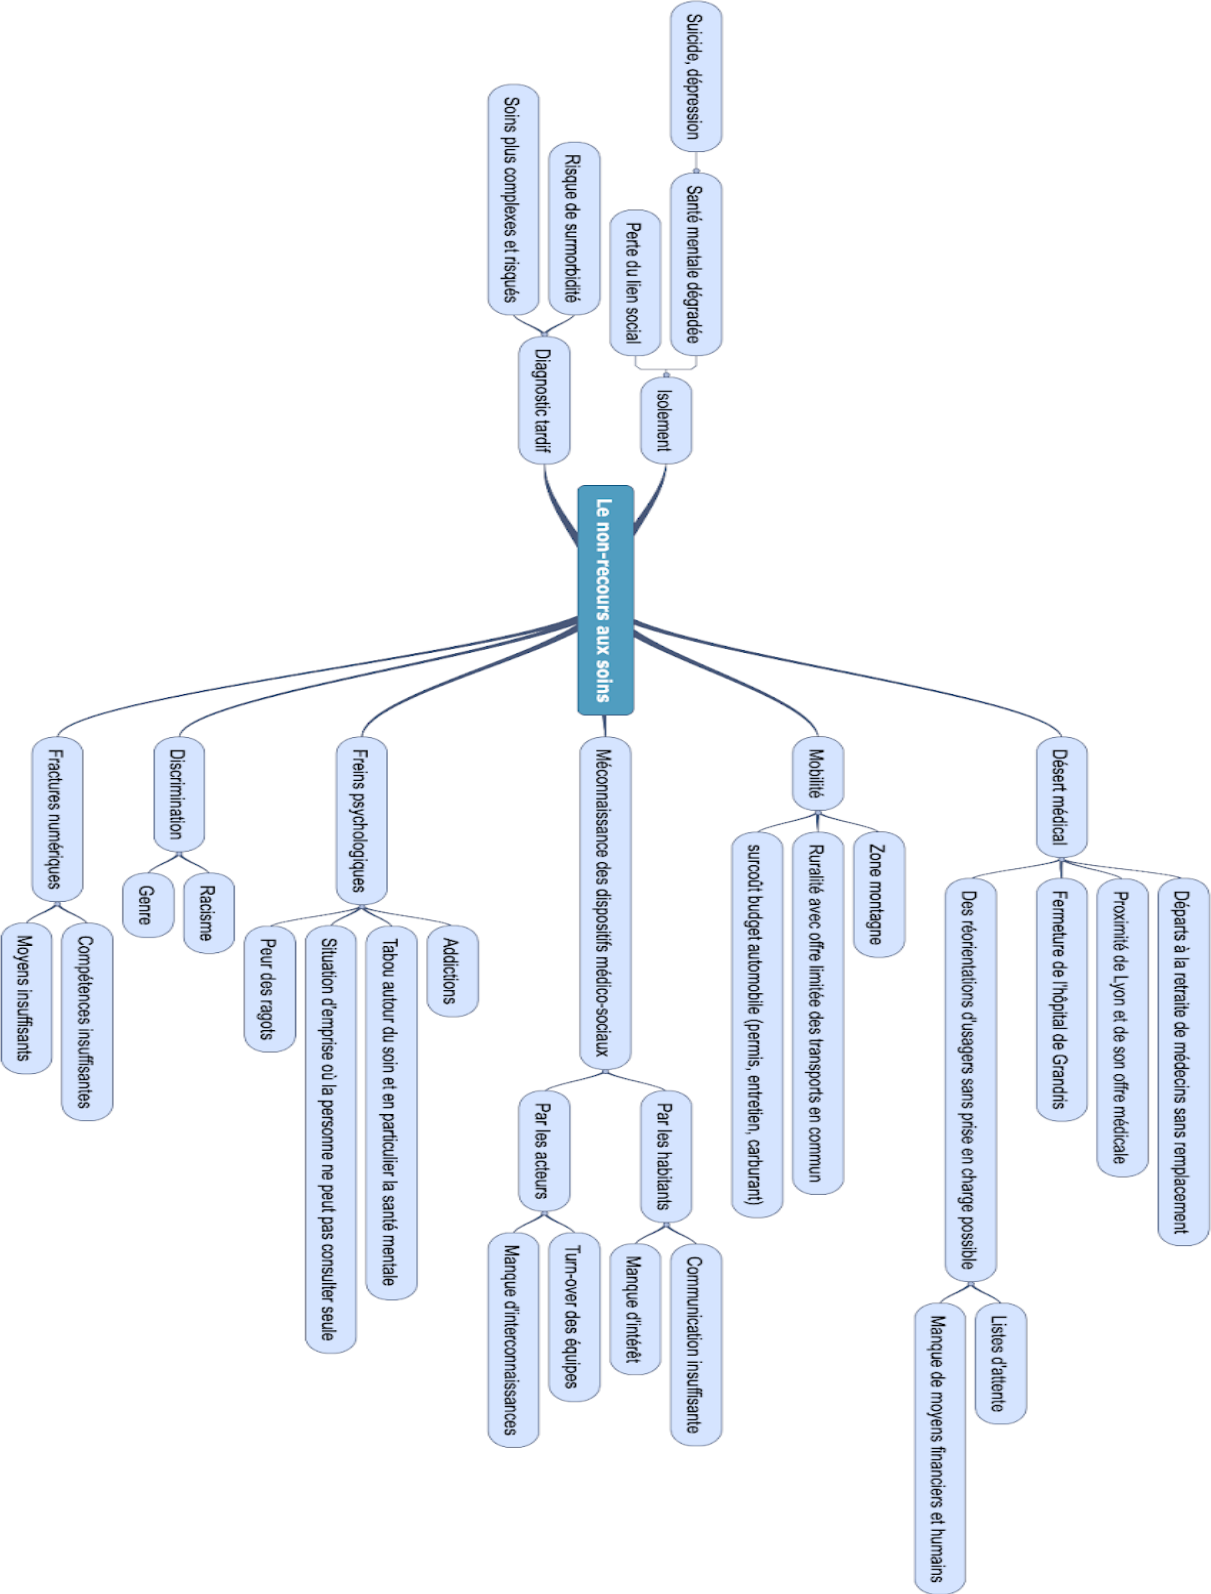 Le non-recours aux soins
Désert médical
Départs à la retraite de médecins sans remplacement
Proximité de Lyon et de son offre médicale
Fermeture de l'hôpital de Grandris
Des réorientations d'usagers sans prise en charge possible
Listes d'attente
Manque de moyens financiers et humains
Mobilité
Zone montagne
Ruralité avec offre limitée des transports en commun
surcoût budget automobile (permis, entretien, carburant)
Méconnaissance des dispositifs médico-sociaux
Par les habitants
Communication insuffisante
Manque d'intérêt
Par les acteurs
Turn-over des équipes
Manque d'interconnaissances
Freins psychologiques
Addictions
Tabou autour du soin et en particulier la santé mentale
Situation d'emprise où la personne ne peut pas consulter seule
Peur des ragots
Discrimination
Racisme
Genre
Fractures numériques
Compétences insuffisantes
Moyens insuffisants
Isolement
Santé mentale dégradée
Suicide, dépression
Perte du lien social
Diagnostic tardif
Risque de surmorbidité
Soins plus complexes et risqués